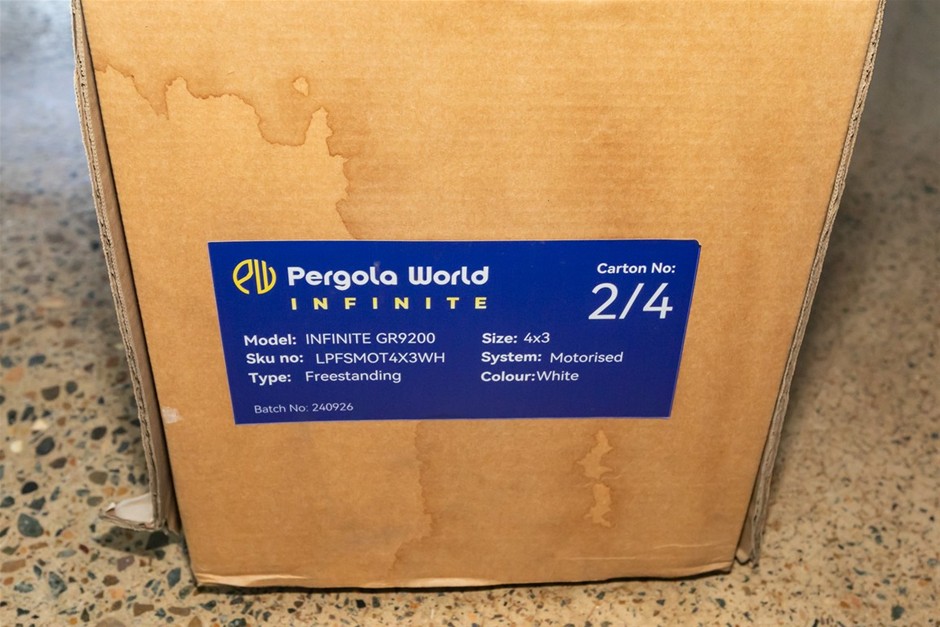 PW Pergola World
INFINITE
Carton No:
2/4
Model: INFINITE GR9200
Sku no: LPFSMOT4X3WH
Type: Freestanding
Size: 4x3
System: Motorised
Colour:White
Batch No: 240926